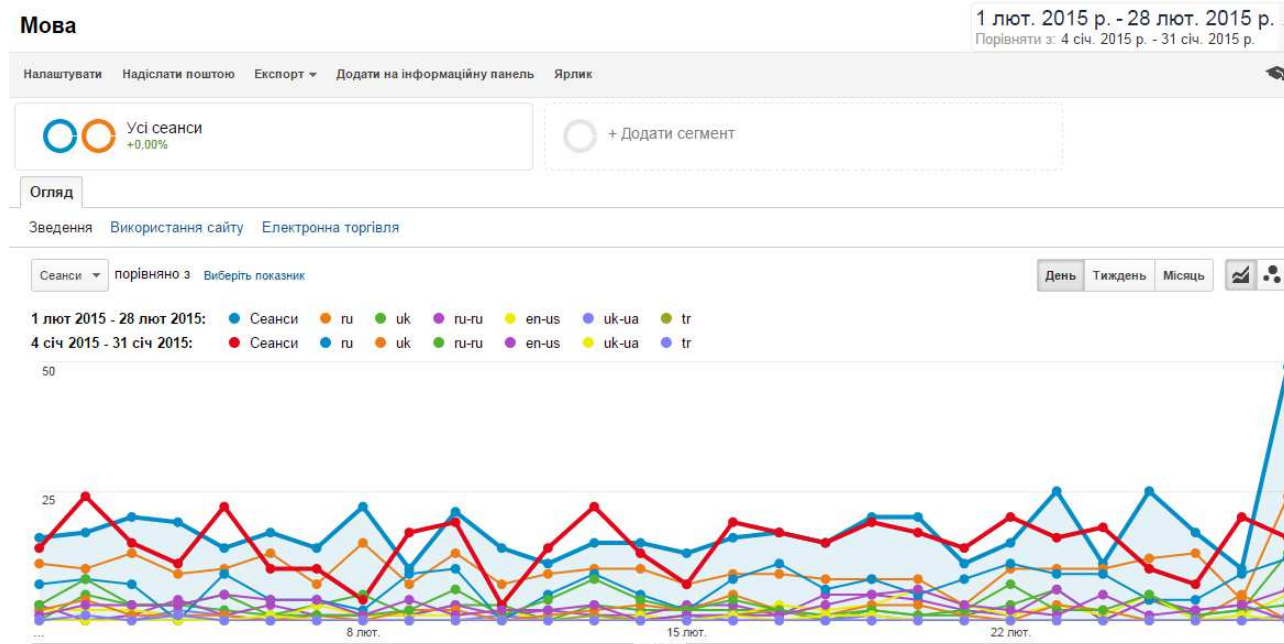 Мова
1 лют. 2015 р. - 28 лют. 2015 р.
Порівняти з: 4 січ. 2015 р. - 31 січ. 2015 р.
Налаштувати Надіслати поштою Експорт Додати на інформаційну панель Ярлик
Усі сеанси
+0,00%
+ Додати сегмент
Огляд
Зведення Використання сайту Електронна торгівля
Сеанси порівняно з Виберіть показник
День Тиждень Місяць
1 лют 2015 - 28 лют 2015: Сеанси ru uk ru-ru en-us uk-ua tr
4 січ 2015 - 31 січ 2015: Сеанси ru uk ru-ru en-us uk-ua tr
50
25
... 8 лют. 15 лют. 22 лют.